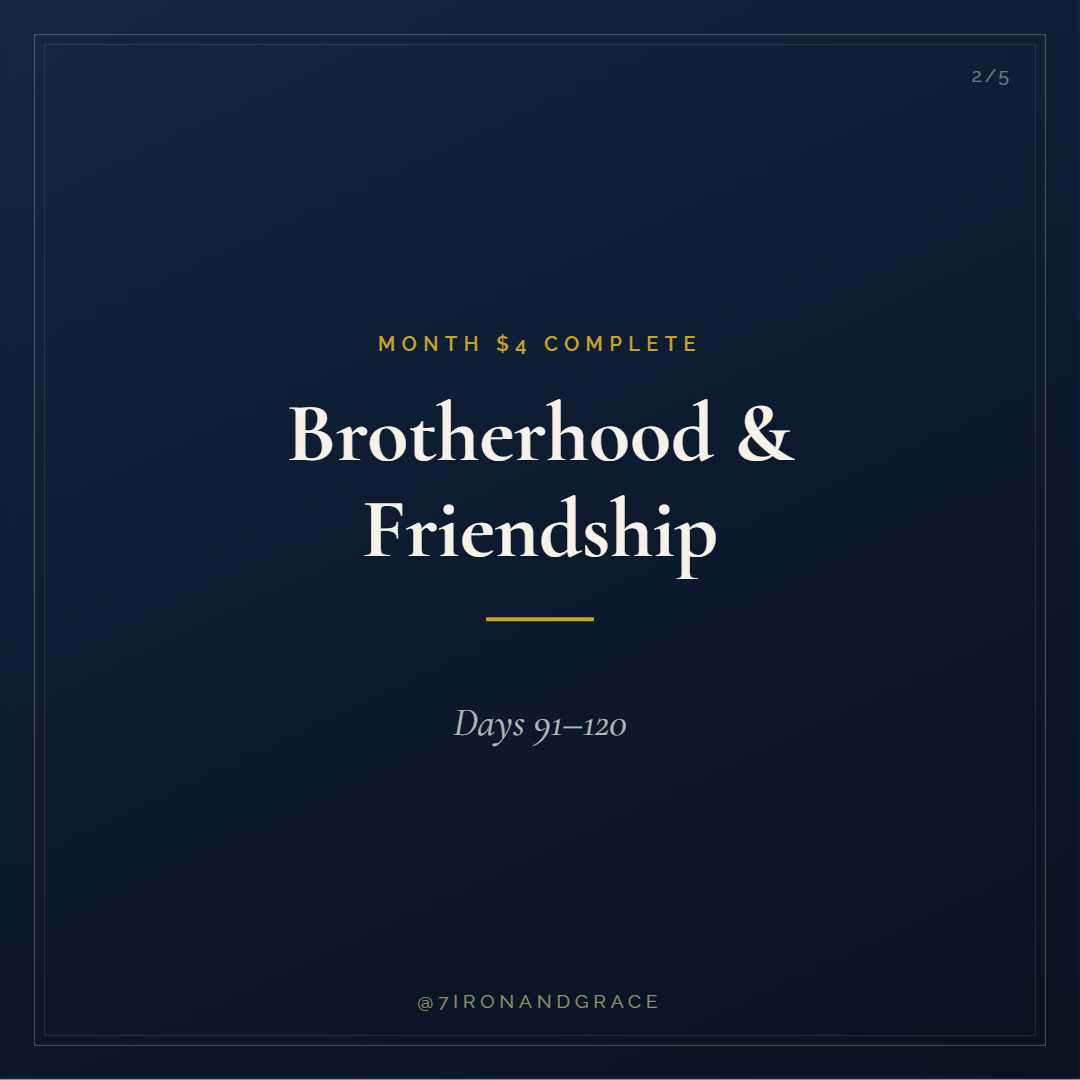 2/5
MONTH $4 COMPLETE
Brotherhood &
Friendship
Days 91–120
@7IRONANDGRACE